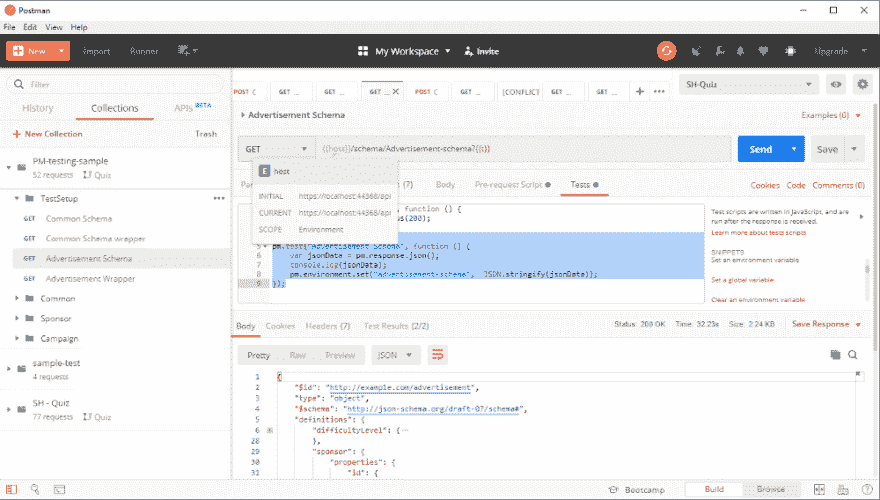 Postman
File Edit View Help
New Import Runner My Workspace Invite Upgrade
Filter
History Collections APIs BETA
New Collection Trash
PM-testing-sample
52 requests Quiz
TestSetup
GET Common Schema
GET Common Schema wrapper
GET Advertisement Schema
GET Advertisement Wrapper
Common
Sponsor
Campaign
sample-test
4 requests
SH - Quiz
77 requests Quiz
POST C GET ... GET ... GET ... POST C GET ... [CONFLICT GET ... GET ...
SH-Quiz
Advertisement Schema Examples (0)
GET {{host}}/schema/Advertisement-schema?{{t}} Send Save
host
INITIAL https://localhost:44368/api
CURRENT https://localhost:44368/api
SCOPE Environment
(7) Body Pre-request Script Tests Cookies Code Comments (0)
, function () {
(200);
5 pm.test("Advertisement Schema", function () {
6 var jsonData = pm.response.json();
7 console.log(jsonData);
8 pm.environment.set("advertisement-schema", JSON.stringify(jsonData));
9 });
Test scripts are written in JavaScript, and are
run after the response is received.
Learn more about tests scripts
SNIPPETS
Set an environment variable
Set a global variable
Clear an environment variable
Body Cookies Headers (7) Test Results (2/2) Status: 200 OK Time: 32.23s Size: 2.24 KB Save Response
Pretty Raw Preview JSON
1 {
2 "$id": "http://example.com/advertisement",
3 "type": "object",
4 "$schema": "http://json-schema.org/draft-07/schema#",
5 "definitions": {
6 "difficultyLevel": {
28 },
29 "sponsor": {
30 "properties": {
31 "id": {
Bootcamp Build Browse